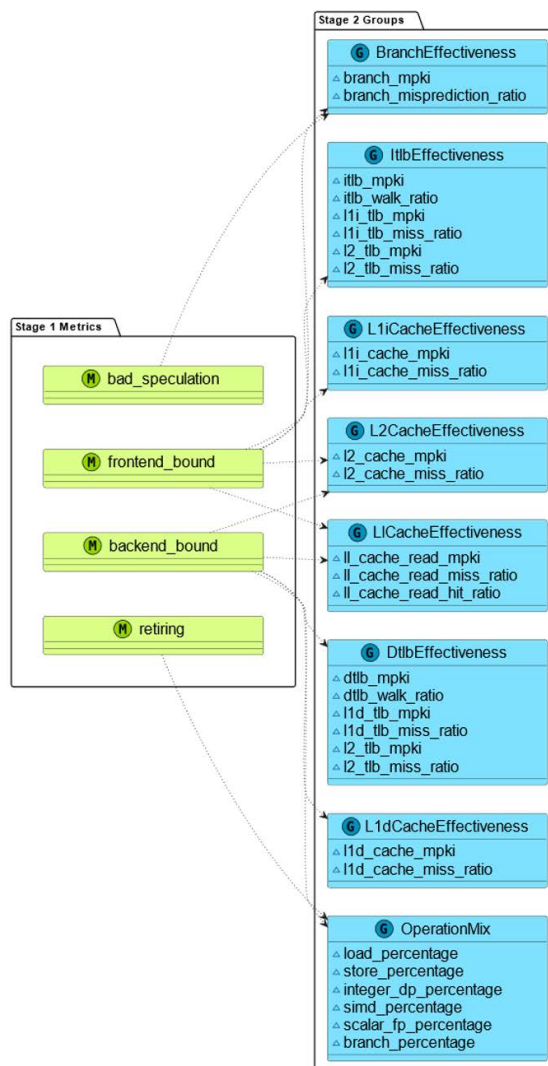 Stage 1 Metrics
M bad_speculation
M frontend_bound
M backend_bound
M retiring
Stage 2 Groups
G BranchEffectiveness
branch_mpki
branch_misprediction_ratio
G ItlbEffectiveness
itlb_mpki
itlb_walk_ratio
l1i_tlb_mpki
l1i_tlb_miss_ratio
l2_tlb_mpki
l2_tlb_miss_ratio
G L1iCacheEffectiveness
l1i_cache_mpki
l1i_cache_miss_ratio
G L2CacheEffectiveness
l2_cache_mpki
l2_cache_miss_ratio
G LlCacheEffectiveness
ll_cache_read_mpki
ll_cache_read_miss_ratio
ll_cache_read_hit_ratio
G DtlbEffectiveness
dtlb_mpki
dtlb_walk_ratio
l1d_tlb_mpki
l1d_tlb_miss_ratio
l2_tlb_mpki
l2_tlb_miss_ratio
G L1dCacheEffectiveness
l1d_cache_mpki
l1d_cache_miss_ratio
G OperationMix
load_percentage
store_percentage
integer_dp_percentage
simd_percentage
scalar_fp_percentage
branch_percentage